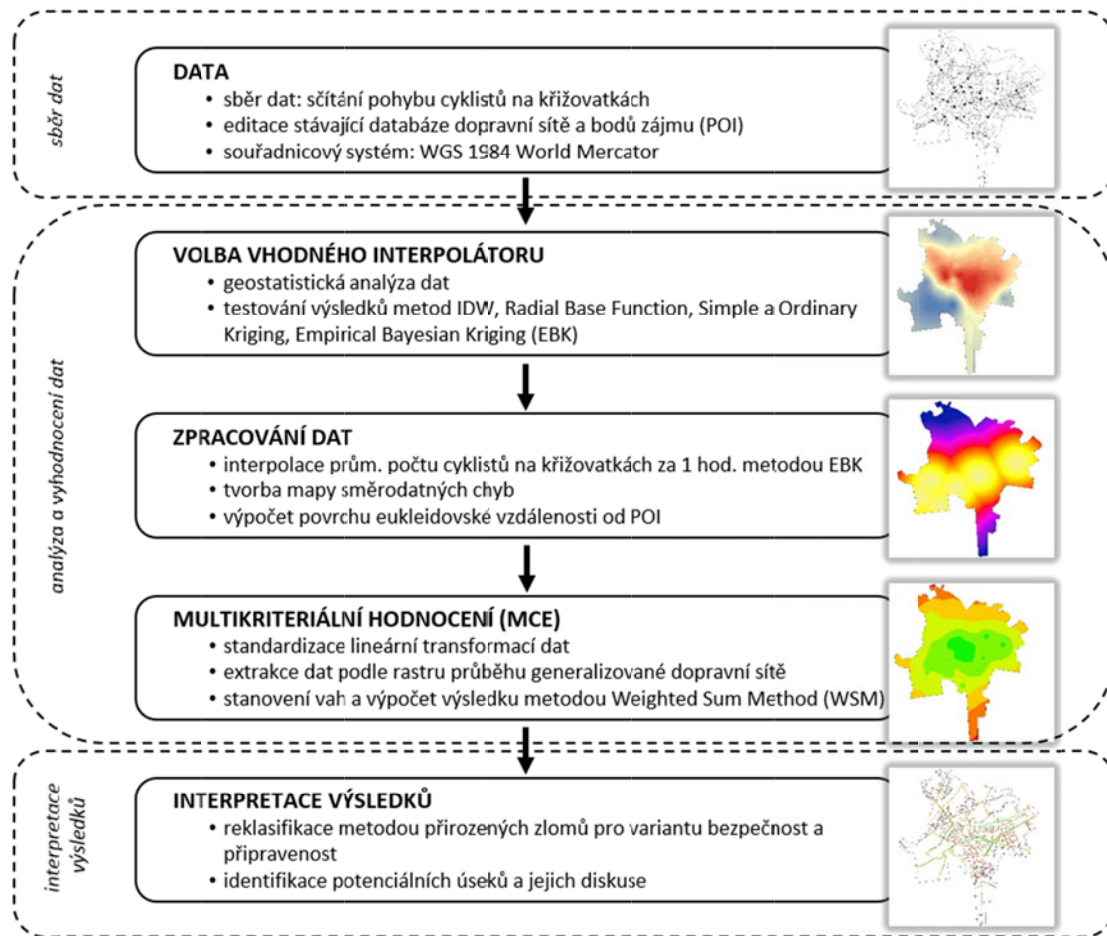 sběr dat
DATA
• sběr dat: sčítání pohybu cyklistů na křižovatkách
• editace stávající databáze dopravní sítě a bodů zájmu (POI)
• souřadnicový systém: WGS 1984 World Mercator
analýza a vyhodnocení dat
VOLBA VHODNÉHO INTERPOLÁTORU
• geostatistická analýza dat
• testování výsledků metod IDW, Radial Base Function, Simple a Ordinary
Kriging, Empirical Bayesian Kriging (EBK)
ZPRACOVÁNÍ DAT
• interpolace prům. počtu cyklistů na křižovatkách za 1 hod. metodou EBK
• tvorba mapy směrodatných chyb
• výpočet povrchu eukleidovské vzdálenosti od POI
MULTIKRITERIÁLNÍ HODNOCENÍ (MCE)
• standardizace lineární transformací dat
• extrakce dat podle rastru průběhu generalizované dopravní sítě
• stanovení vah a výpočet výsledku metodou Weighted Sum Method (WSM)
interpretace
výsledků
INTERPRETACE VÝSLEDKŮ
• reklasifikace metodou přirozených zlomů pro variantu bezpečnost a
připravenost
• identifikace potenciálních úseků a jejich diskuse